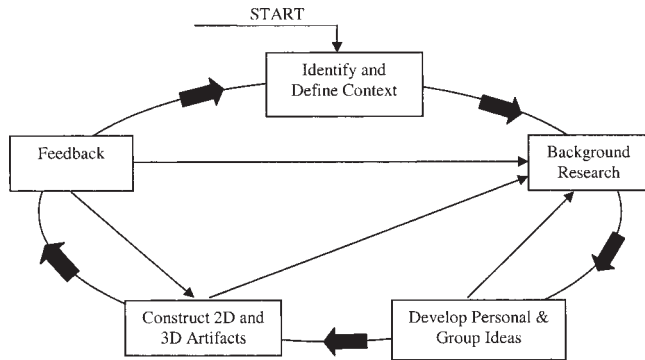 START
Identify and
Define Context
Feedback
Background
Research
Construct 2D and
3D Artifacts
Develop Personal &
Group Ideas